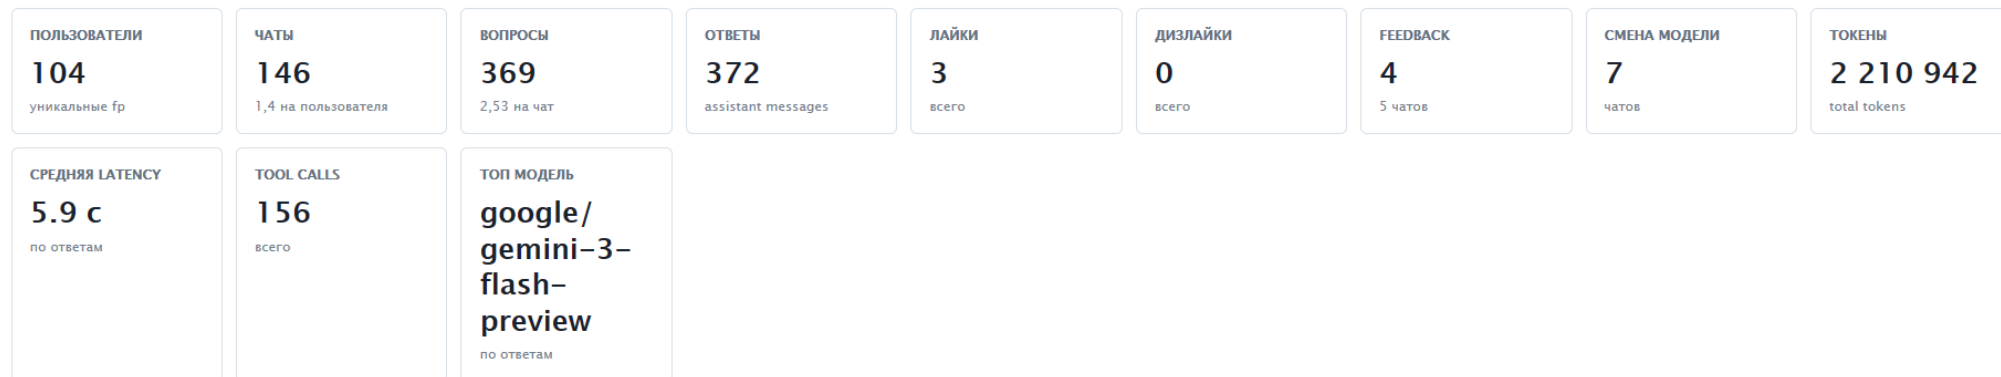 ПОЛЬЗОВАТЕЛИ
104
уникальные fp
ЧАТЫ
146
1,4 на пользователя
ВОПРОСЫ
369
2,53 на чат
ОТВЕТЫ
372
assistant messages
ЛАЙКИ
3
всего
ДИЗЛАЙКИ
0
всего
FEEDBACK
4
5 чатов
СМЕНА МОДЕЛИ
7
чатов
ТОКЕНЫ
2 210 942
total tokens
СРЕДНЯЯ LATENCY
5.9 с
по ответам
TOOL CALLS
156
всего
ТОП МОДЕЛЬ
google/
gemini-3-
flash-
preview
по ответам